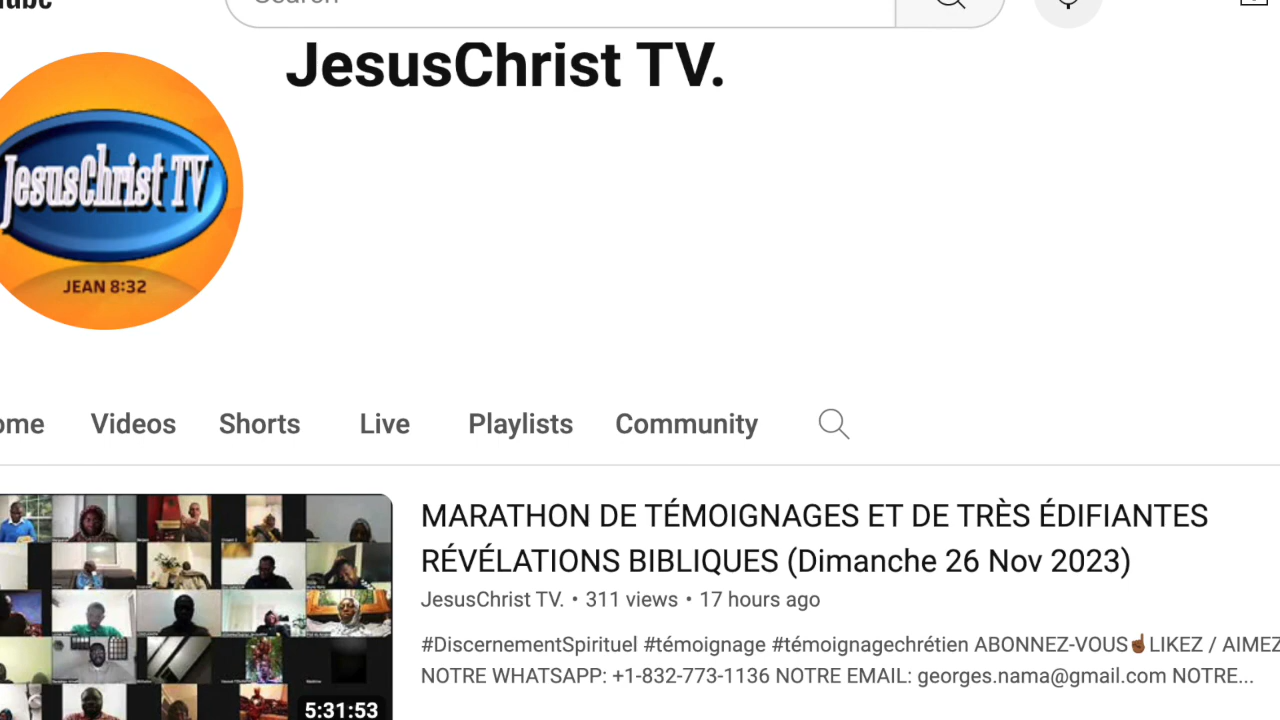 JesusChrist TV.
JesusChrist TV
JEAN 8:32
Videos Shorts Live Playlists Community
MARATHON DE TÉMOIGNAGES ET DE TRÈS ÉDIFIANTES
RÉVÉLATIONS BIBLIQUES (Dimanche 26 Nov 2023)
JesusChrist TV. • 311 views • 17 hours ago
#DiscernementSpirituel #témoignage #témoignagechrétien ABONNEZ-VOUS☝🏾LIKEZ / AIMEZ
NOTRE WHATSAPP: +1-832-773-1136 NOTRE EMAIL: georges.nama@gmail.com NOTRE...
5:31:53